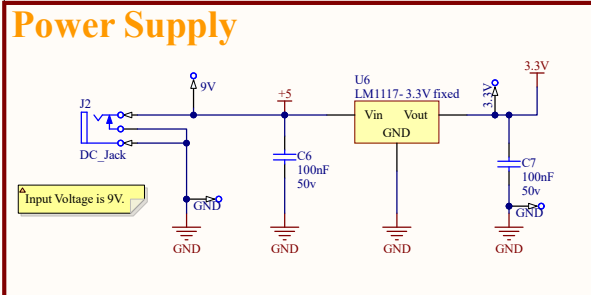 Power Supply
J2
DC_Jack
9V
+5
U6
LM1117- 3.3V fixed
Vin
Vout
GND
3.3V
3.3V
C6
100nF
50v
C7
100nF
50v
Input Voltage is 9V.
GND
GND
GND
GND
GND
GND